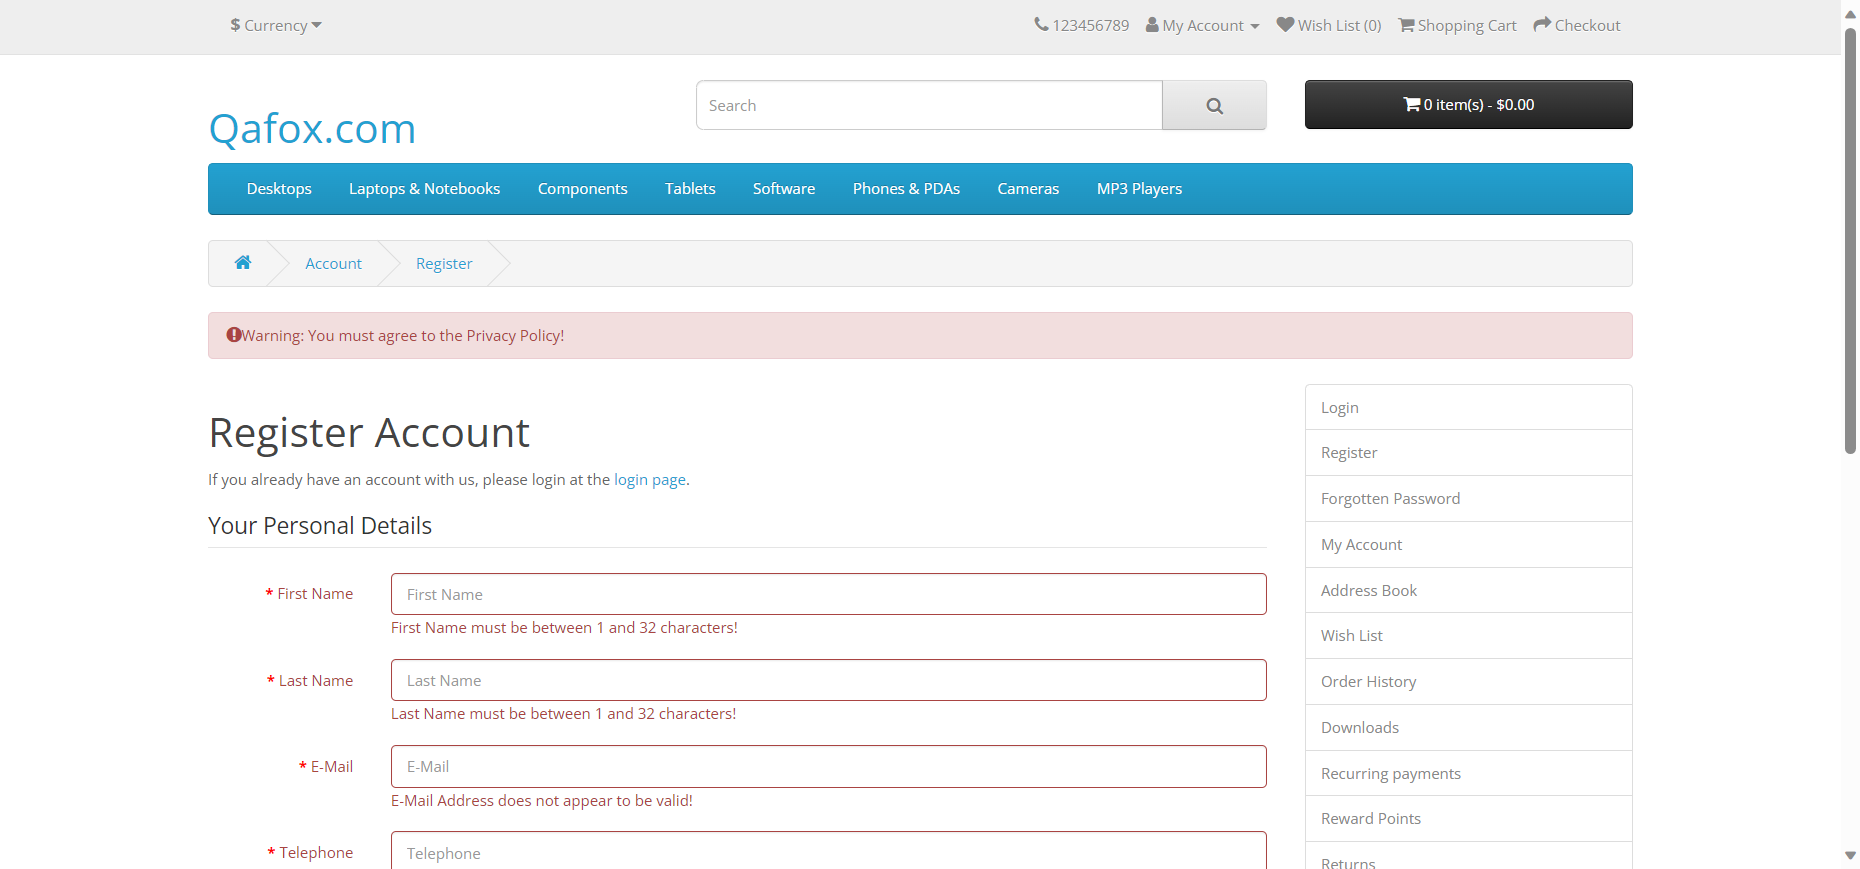 $ Currency
123456789 My Account Wish List (0) Shopping Cart Checkout
Qafox.com
Search
0 item(s) - $0.00
Desktops Laptops & Notebooks Components Tablets Software Phones & PDAs Cameras MP3 Players
Account Register
Warning: You must agree to the Privacy Policy!
Register Account
If you already have an account with us, please login at the login page.
Your Personal Details
* First Name
First Name
First Name must be between 1 and 32 characters!
* Last Name
Last Name
Last Name must be between 1 and 32 characters!
* E-Mail
E-Mail
E-Mail Address does not appear to be valid!
* Telephone
Telephone
Login
Register
Forgotten Password
My Account
Address Book
Wish List
Order History
Downloads
Recurring payments
Reward Points
Returns